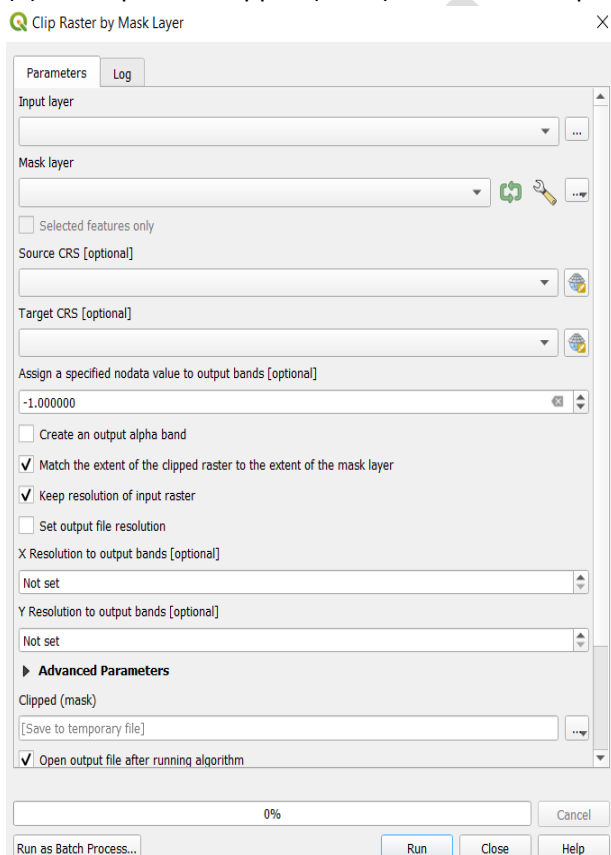 Clip Raster by Mask Layer
Parameters Log
Input layer
...
Mask layer
...
Selected features only
Source CRS [optional]
Target CRS [optional]
Assign a specified nodata value to output bands [optional]
-1.000000
Create an output alpha band
Match the extent of the clipped raster to the extent of the mask layer
Keep resolution of input raster
Set output file resolution
X Resolution to output bands [optional]
Not set
Y Resolution to output bands [optional]
Not set
Advanced Parameters
Clipped (mask)
[Save to temporary file]
...
Open output file after running algorithm
0%
Cancel
Run as Batch Process...
Run Close Help